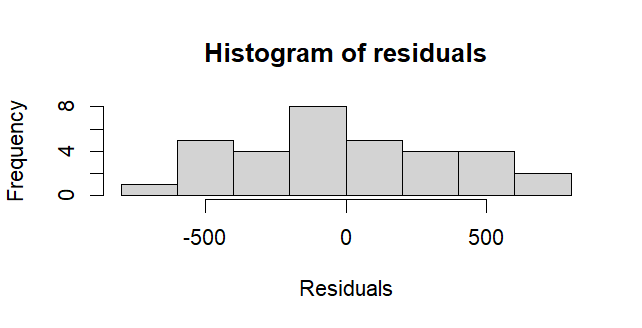 Histogram of residuals
Frequency
8
4
0
-500 0 500
Residuals